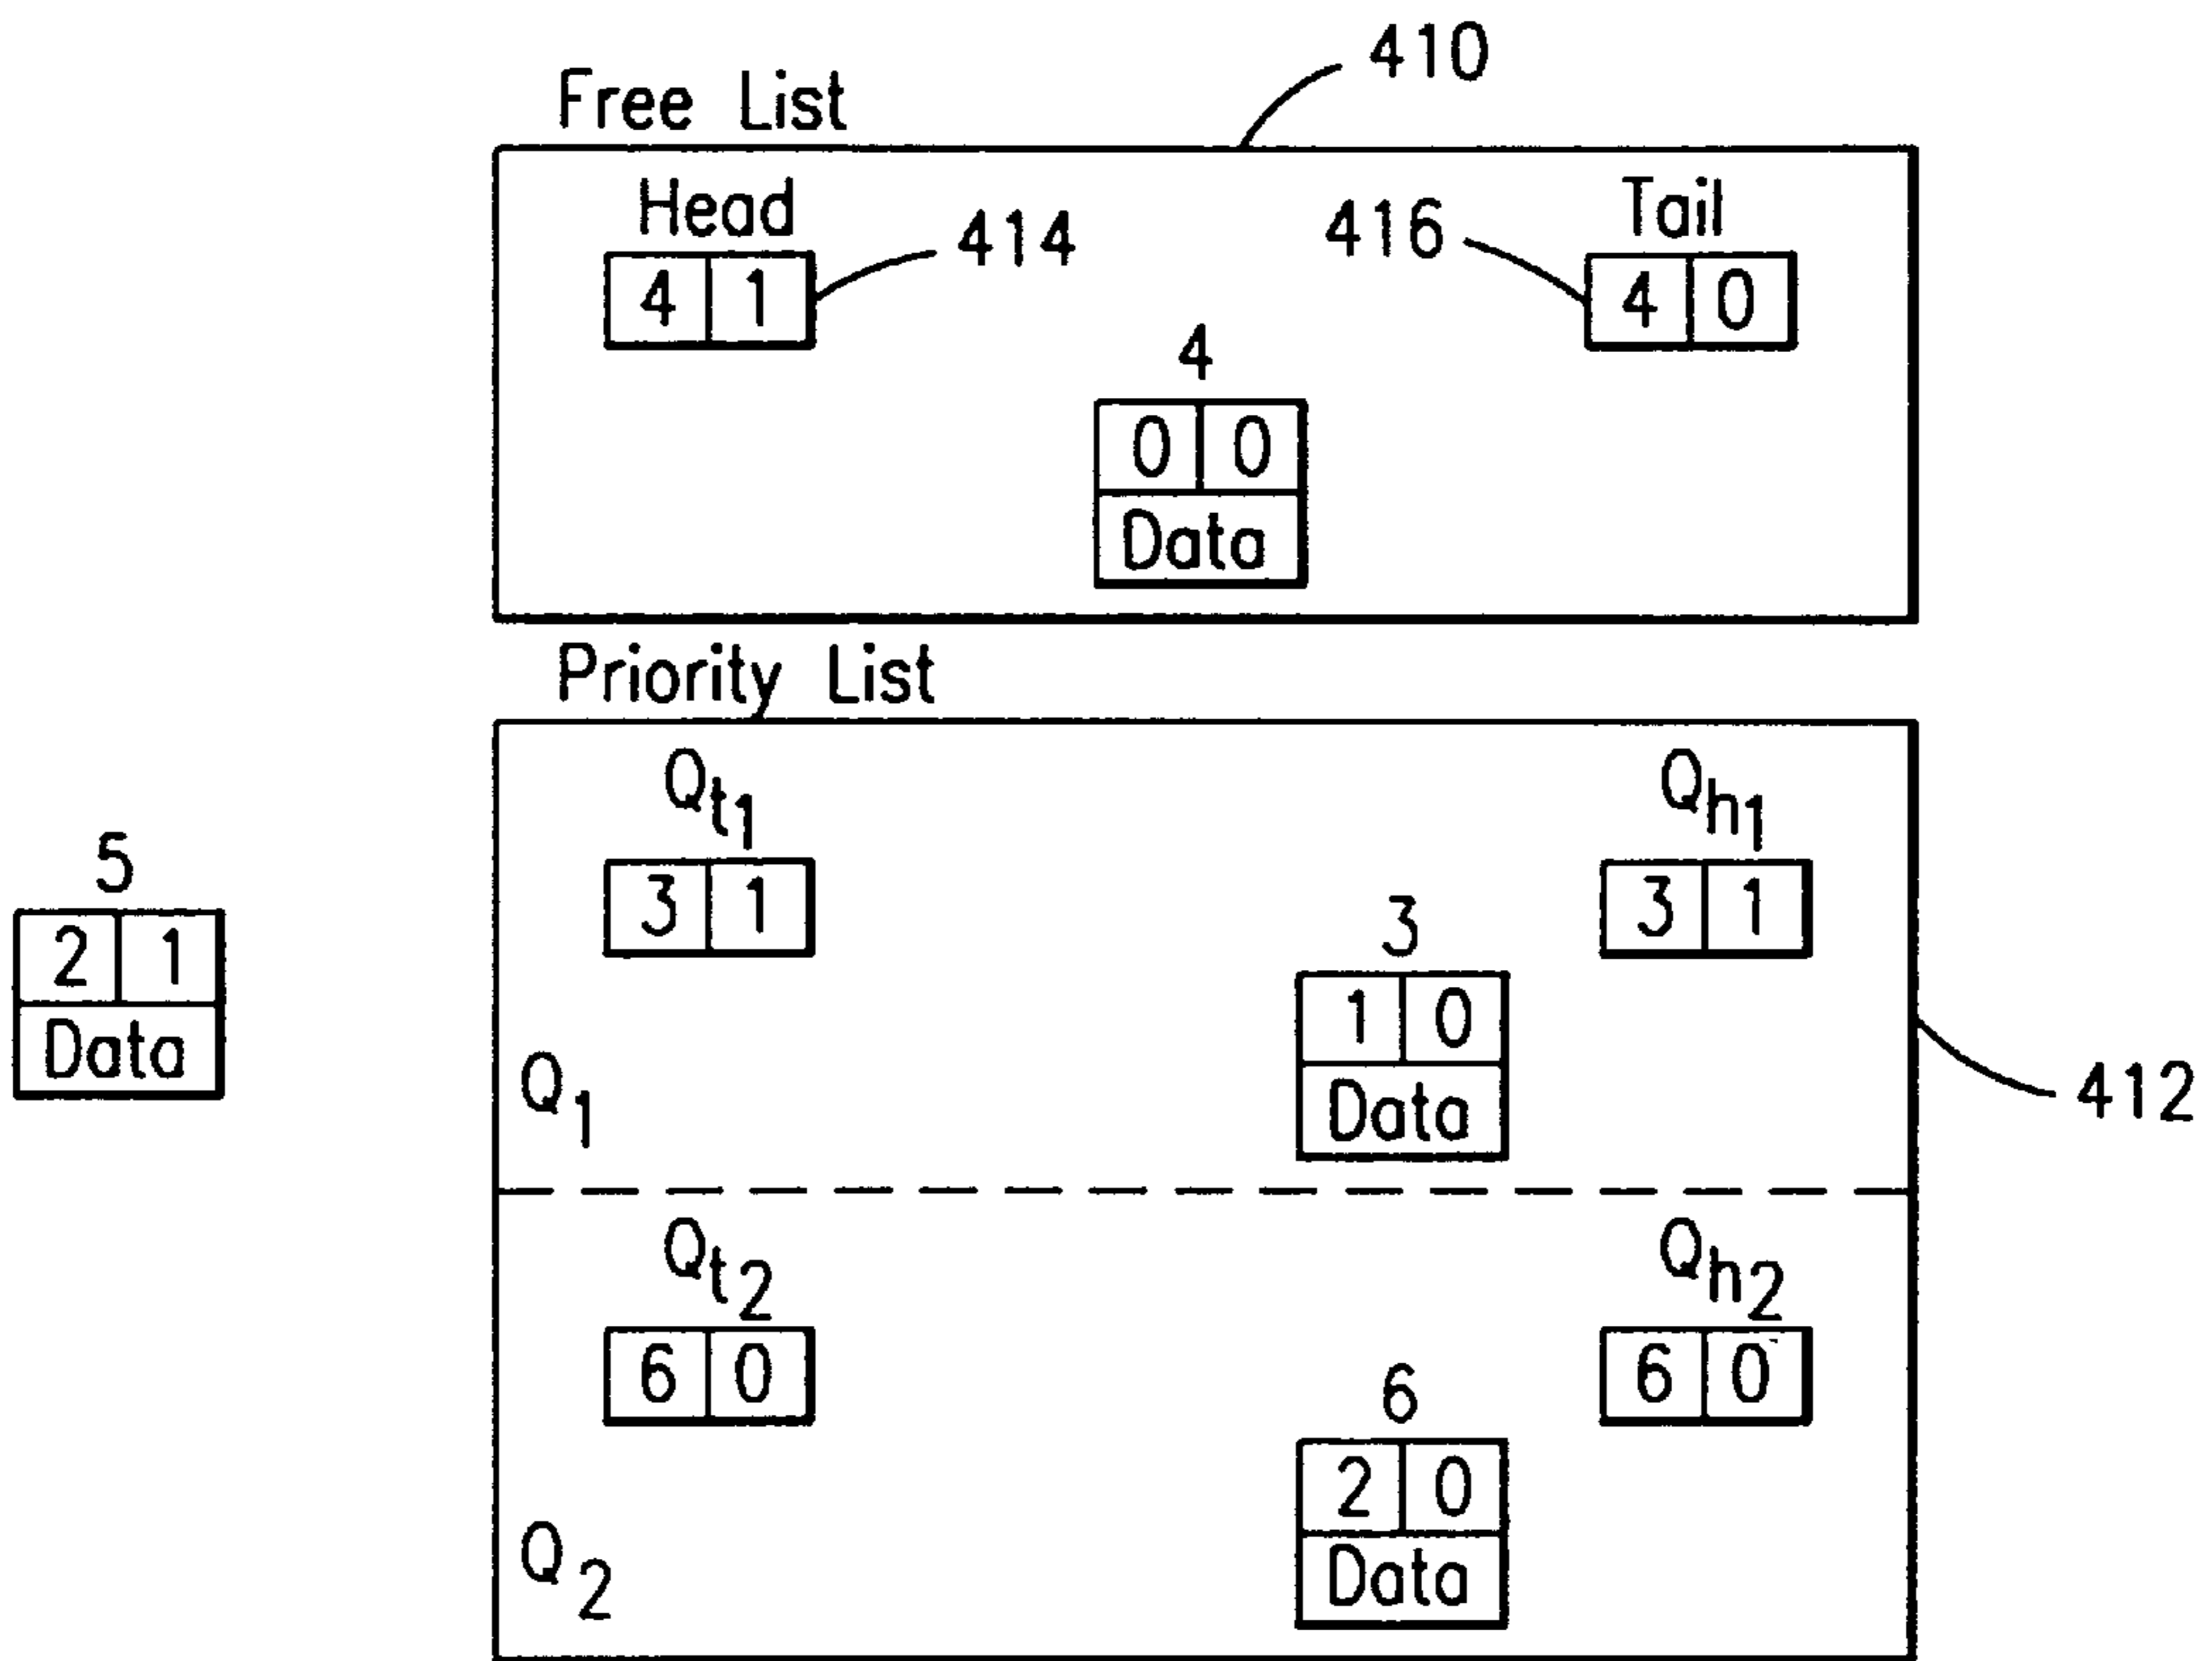 410
Free List
Head
Tail
414
416
4 1
4 0
4
0 0
Data
Priority List
Qt1
Qh1
5
3 1
3 1
2 1
3
Data
1 0
Q1
Data
412
Qt2
Qh2
6 0
6 0
6
2 0
Q2
Data